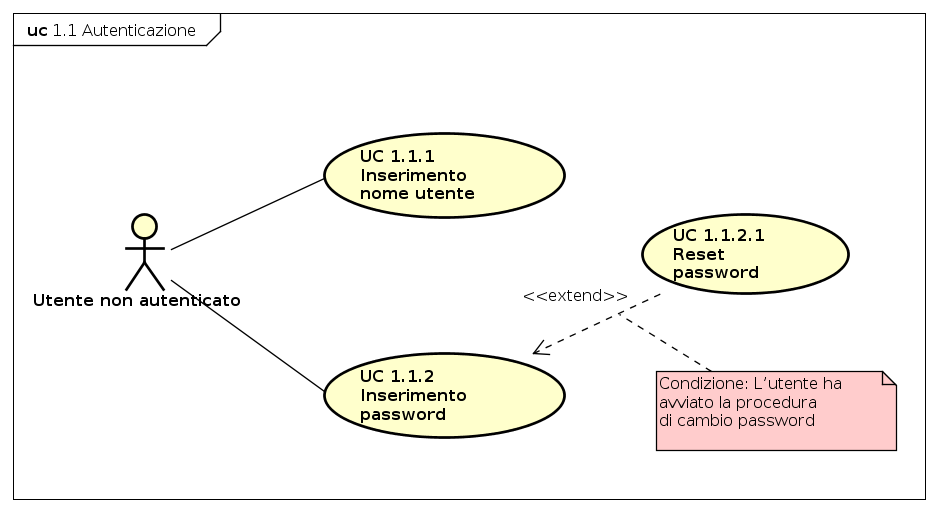 uc 1.1 Autenticazione
UC 1.1.1
Inserimento
nome utente
Utente non autenticato
UC 1.1.2.1
Reset
password
<<extend>>
UC 1.1.2
Inserimento
password
Condizione: L'utente ha
avviato la procedura
di cambio password